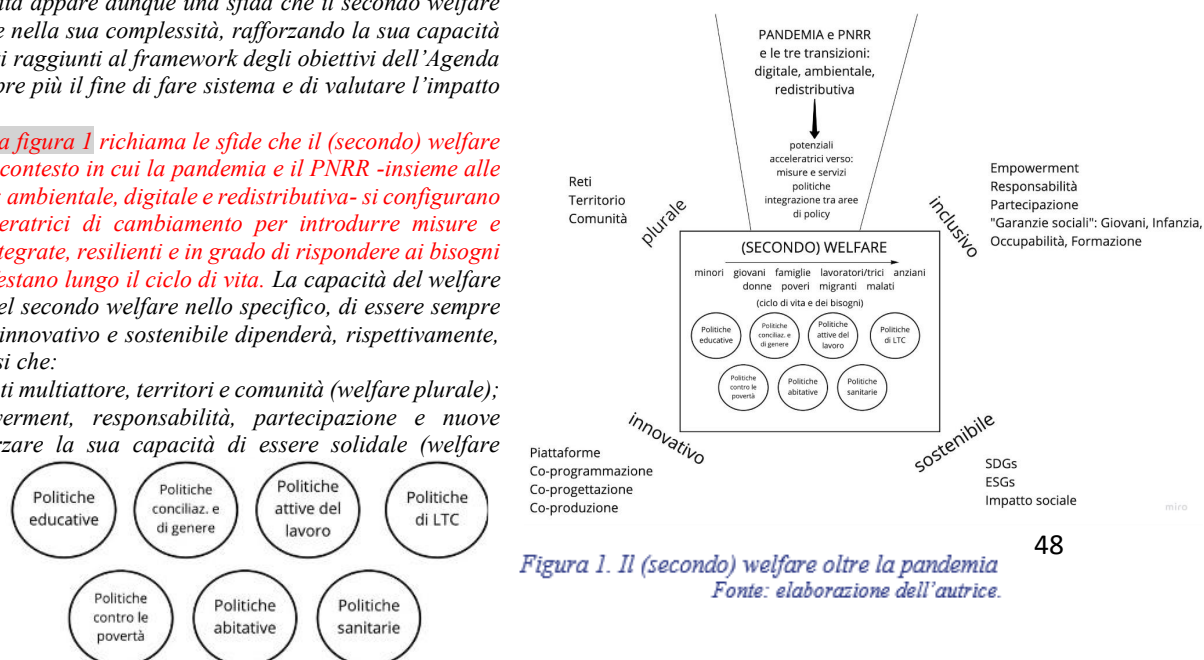 lità appare dunque una sfida che il secondo welfare
e nella sua complessità, rafforzando la sua capacità
ti raggiunti al framework degli obiettivi dell'Agenda
pre più il fine di fare sistema e di valutare l'impatto
a figura 1 richiama le sfide che il (secondo) welfare
contesto in cui la pandemia e il PNRR -insieme alle
ambientale, digitale e redistributiva- si configurano
eratrici di cambiamento per introdurre misure e
tegrate, resilienti e in grado di rispondere ai bisogni
estano lungo il ciclo di vita. La capacità del welfare
el secondo welfare nello specifico, di essere sempre
innovativo e sostenibile dipenderà, rispettivamente,
si che:
ti multiattore, territori e comunità (welfare plurale);
erment, responsabilità, partecipazione e nuove
rzare la sua capacità di essere solidale (welfare
Politiche
educative
Politiche
conciliaz. e
di genere
Politiche
attive del
lavoro
Politiche
di LTC
Politiche
contro le
povertà
Politiche
abitative
Politiche
sanitarie
PANDEMIA e PNRR
e le tre transizioni:
digitale, ambientale,
redistributiva
potenziali
acceleratrici verso:
misure e servizi
politiche
integrazione tra aree
di policy
Reti
Territorio
Comunità
plurale
inclusivo
Empowerment
Responsabilità
Partecipazione
"Garanzie sociali": Giovani, Infanzia,
Occupabilità, Formazione
(SECONDO) WELFARE
minori giovani famiglie lavoratori/trici anziani
donne poveri migranti malati
(ciclo di vita e dei bisogni)
Politiche
educative
Politiche
conciliaz. e
di genere
Politiche
attive del
lavoro
Politiche
di LTC
Politiche
contro le
povertà
Politiche
abitative
Politiche
sanitarie
innovativo
sostenibile
Piattaforme
Co-programmazione
Co-progettazione
Co-produzione
SDGs
ESGs
Impatto sociale
miro
48
Figura 1. Il (secondo) welfare oltre la pandemia
Fonte: elaborazione dell'autrice.